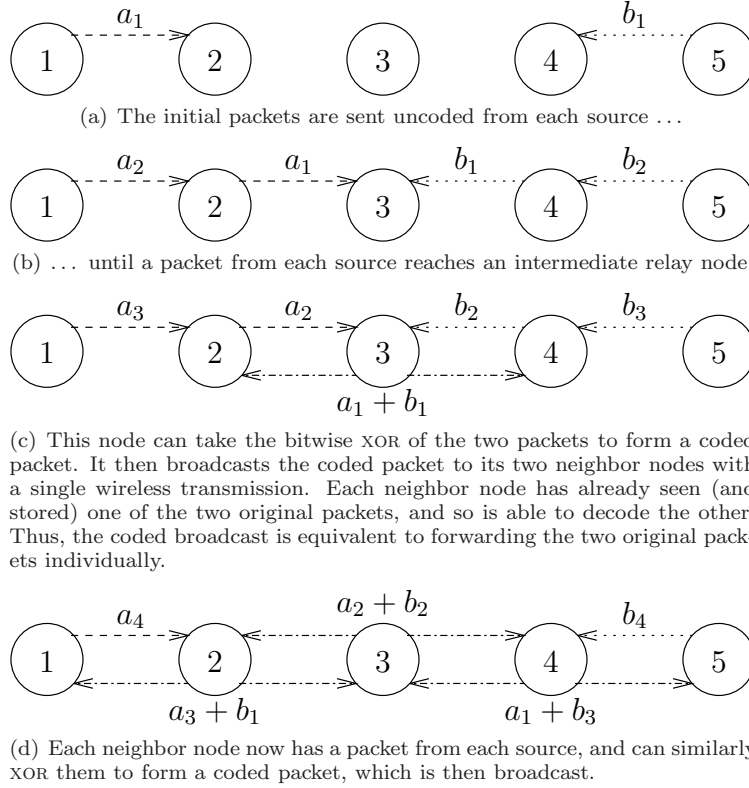 a₁ b₁
1 2 3 4 5
(a) The initial packets are sent uncoded from each source ...
a₂ a₁ b₁ b₂
1 2 3 4 5
(b) ... until a packet from each source reaches an intermediate relay node
a₃ a₂ b₂ b₃
1 2 3 4 5
a₁ + b₁
(c) This node can take the bitwise XOR of the two packets to form a coded
packet. It then broadcasts the coded packet to its two neighbor nodes with
a single wireless transmission. Each neighbor node has already seen (and
stored) one of the two original packets, and so is able to decode the other.
Thus, the coded broadcast is equivalent to forwarding the two original pack-
ets individually.
a₄ a₂ + b₂ b₄
1 2 3 4 5
a₃ + b₁ a₁ + b₃
(d) Each neighbor node now has a packet from each source, and can similarly
XOR them to form a coded packet, which is then broadcast.